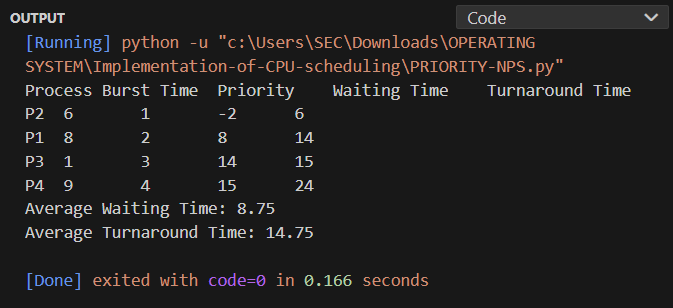 OUTPUT
Code
[Running] python -u "c:\Users\SEC\Downloads\OPERATING
SYSTEM\Implementation-of-CPU-scheduling\PRIORITY-NPS.py"
Process Burst Time  Priority    Waiting Time    Turnaround Time
P2  6       1       -2      6
P1  8       2       8       14
P3  1       3       14      15
P4  9       4       15      24
Average Waiting Time: 8.75
Average Turnaround Time: 14.75
[Done] exited with code=0 in 0.166 seconds